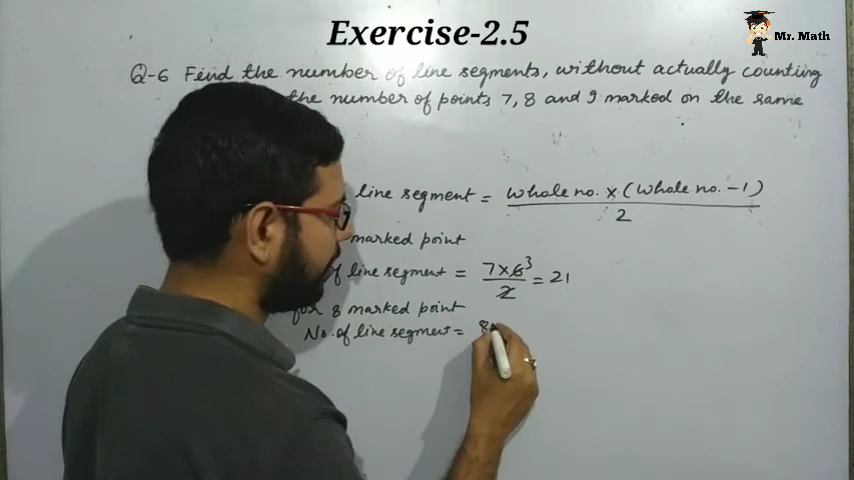 Exercise-2.5
Mr. Math
Q-6 Find the number of line segments, without actually counting
the number of points 7, 8 and 9 marked on the same
line segment = whole no. x (whole no. - 1)
2
marked point
of line segment = 7x6 3 = 21
2
for 8 marked point
No. of line segment = 8